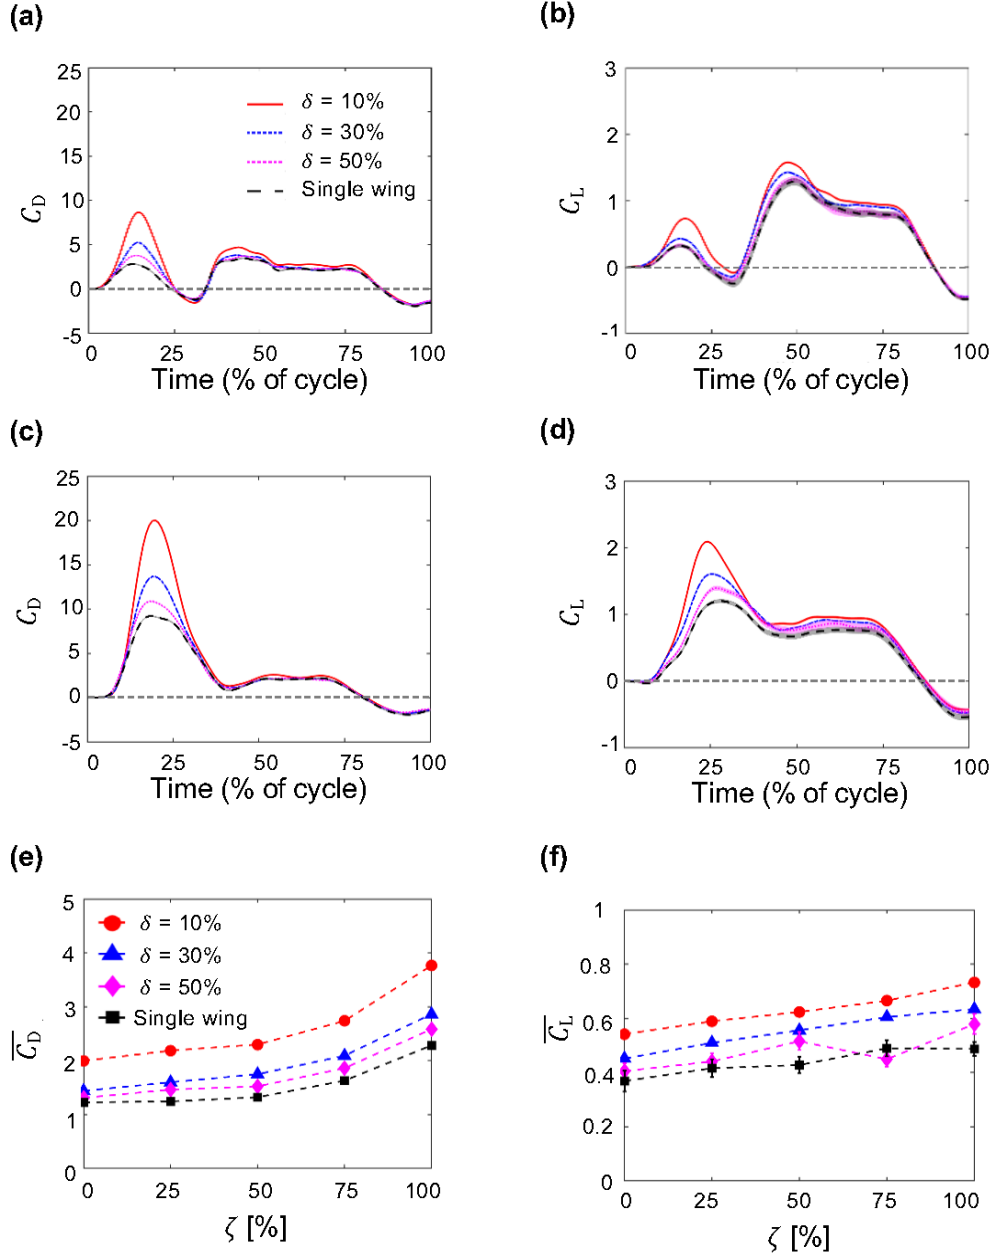 (a)
25
20
15
10
5
0
-5
C_D
δ = 10%
δ = 30%
δ = 50%
Single wing
0 25 50 75 100
Time (% of cycle)
(b)
3
2
1
0
-1
C_L
0 25 50 75 100
Time (% of cycle)
(c)
25
20
15
10
5
0
-5
C_D
0 25 50 75 100
Time (% of cycle)
(d)
3
2
1
0
-1
C_L
0 25 50 75 100
Time (% of cycle)
(e)
5
4
3
2
1
0
C̅_D
δ = 10%
δ = 30%
δ = 50%
Single wing
0 25 50 75 100
ζ [%]
(f)
1
0.8
0.6
0.4
0.2
0
C̅_L
0 25 50 75 100
ζ [%]